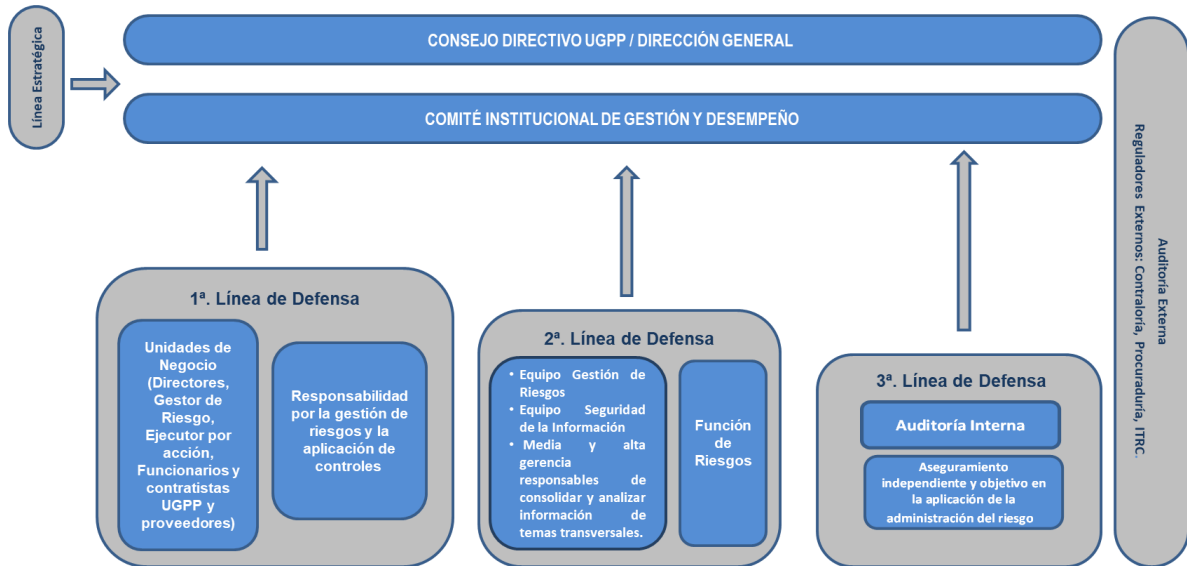 Línea Estratégica
CONSEJO DIRECTIVO UGPP / DIRECCIÓN GENERAL
COMITÉ INSTITUCIONAL DE GESTIÓN Y DESEMPEÑO
1ª. Línea de Defensa
Unidades de
Negocio
(Directores,
Gestor de
Riesgo,
Ejecutor por
acción,
Funcionarios y
contratistas
UGPP y
proveedores)
Responsabilidad
por la gestión de
riesgos y la
aplicación de
controles
2ª. Línea de Defensa
• Equipo Gestión de
Riesgos
• Equipo Seguridad
de la Información
• Media y alta
gerencia
responsables de
consolidar y analizar
información de
temas transversales.
Función
de
Riesgos
3ª. Línea de Defensa
Auditoría Interna
Aseguramiento
independiente y objetivo en
la aplicación de la
administración del riesgo
Auditoría Externa
Reguladores Externos: Contraloría, Procuraduría, ITRC.